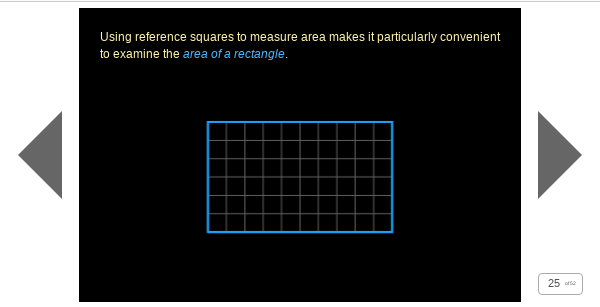 Using reference squares to measure area makes it particularly convenient
to examine the area of a rectangle.
25 of 52